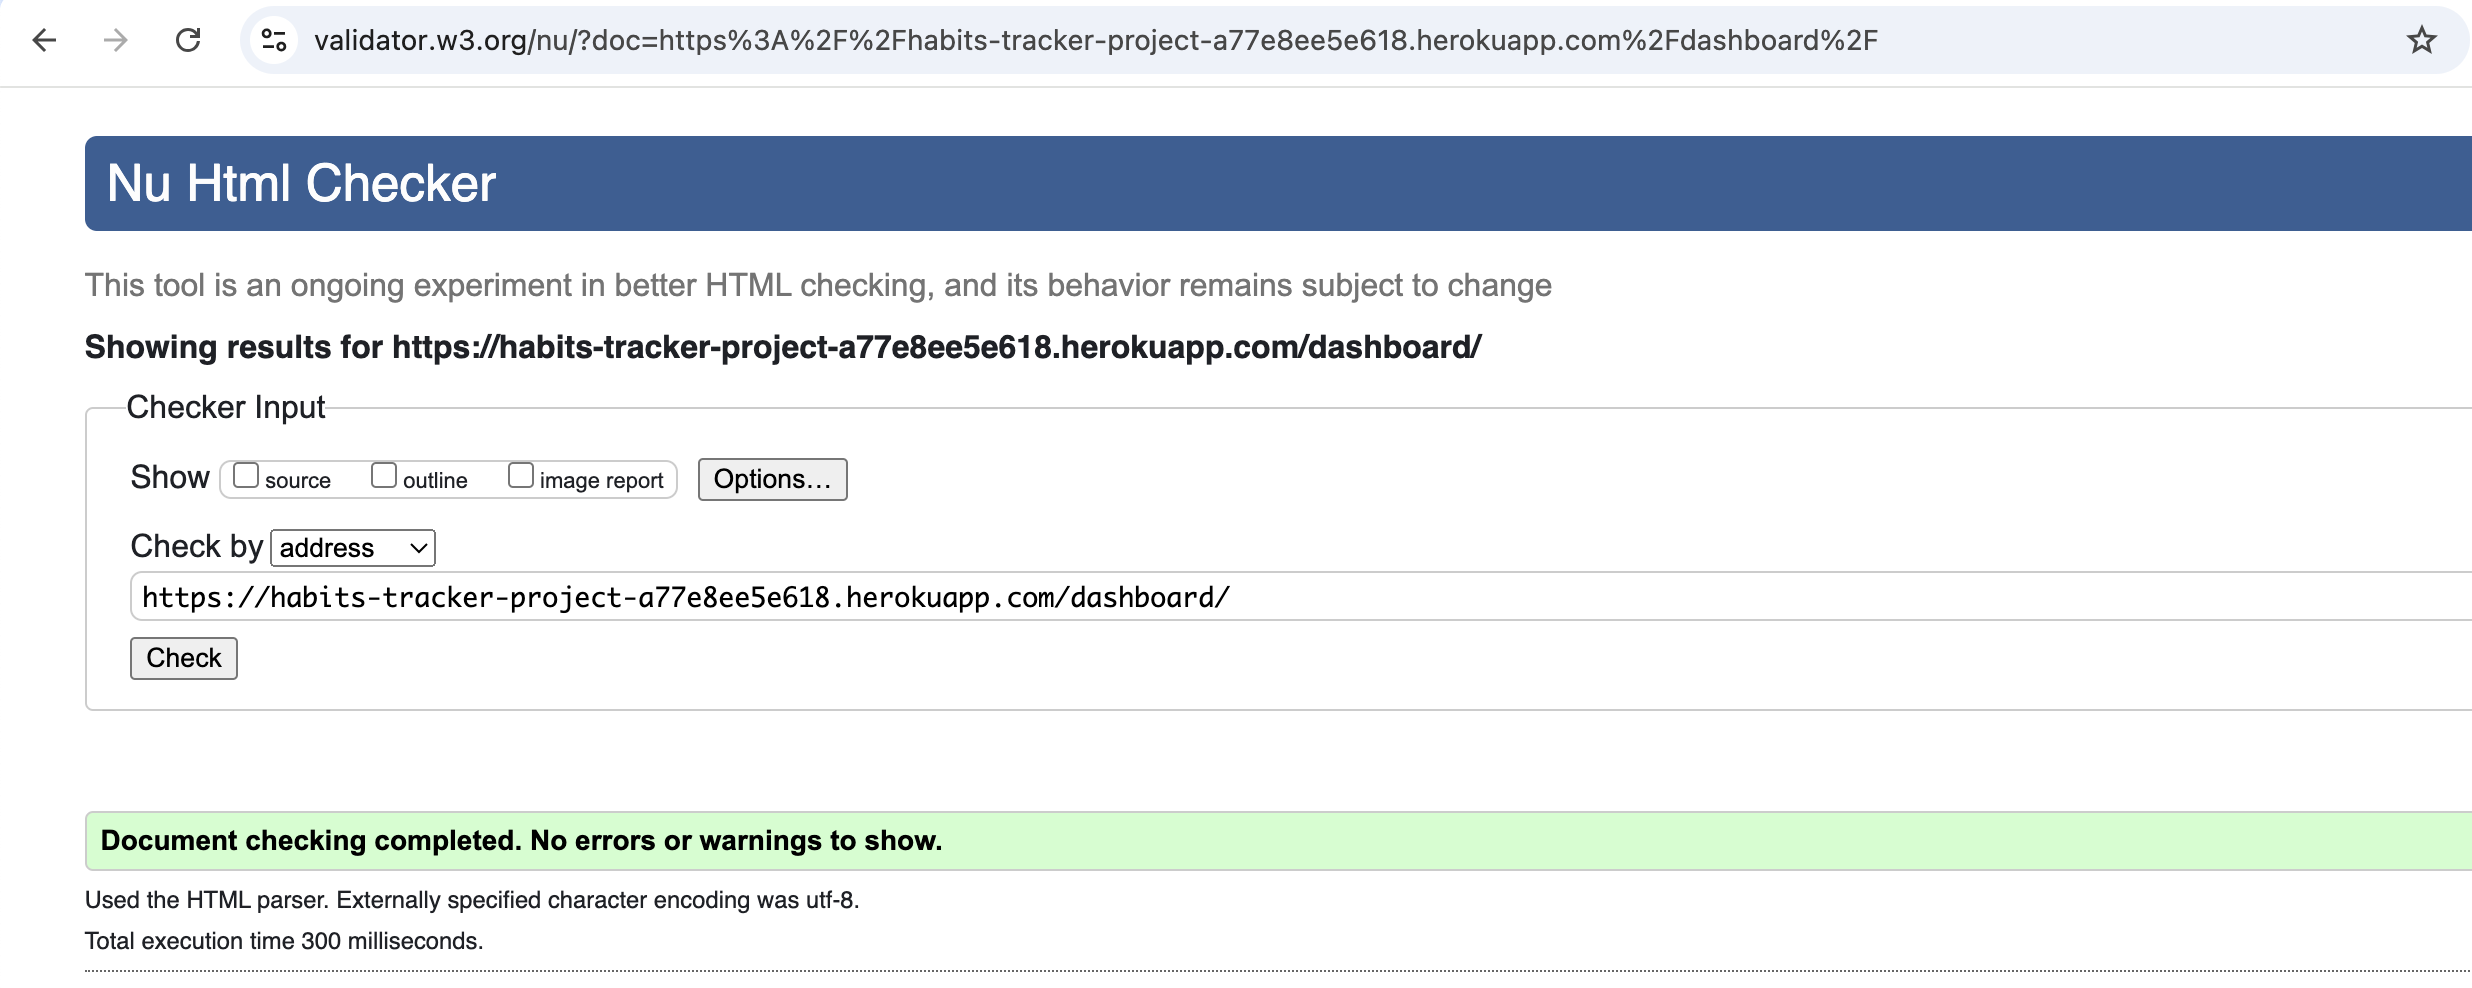 validator.w3.org/nu/?doc=https%3A%2F%2Fhabits-tracker-project-a77e8ee5e618.herokuapp.com%2Fdashboard%2F
Nu Html Checker
This tool is an ongoing experiment in better HTML checking, and its behavior remains subject to change
Showing results for https://habits-tracker-project-a77e8ee5e618.herokuapp.com/dashboard/
Checker Input
Show source outline image report Options...
Check by address
https://habits-tracker-project-a77e8ee5e618.herokuapp.com/dashboard/
Check
Document checking completed. No errors or warnings to show.
Used the HTML parser. Externally specified character encoding was utf-8.
Total execution time 300 milliseconds.